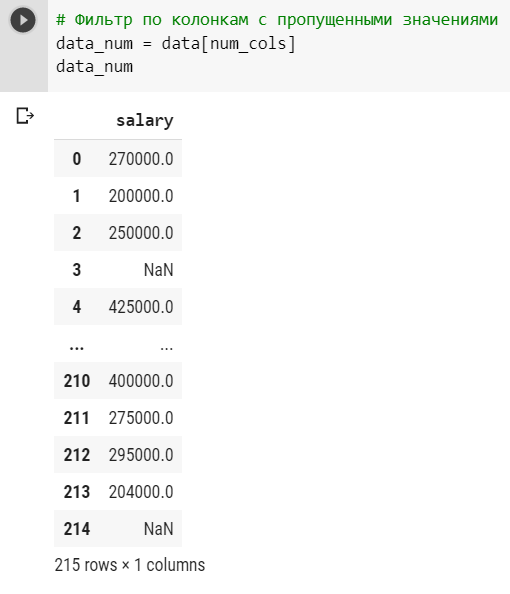 # Фильтр по колонкам с пропущенными значениями
data_num = data[num_cols]
data_num
salary
0 270000.0
1 200000.0
2 250000.0
3 NaN
4 425000.0
... ...
210 400000.0
211 275000.0
212 295000.0
213 204000.0
214 NaN
215 rows × 1 columns